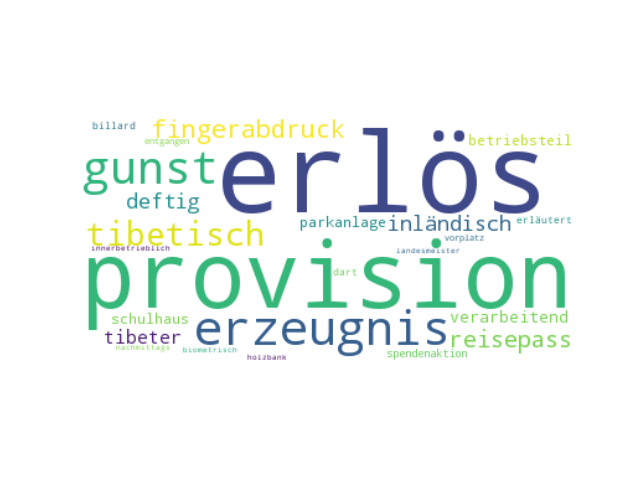 billard
fingerabdruck
entgangen
erlös
betriebsteil
gunst
deftig
parkanlage
inländisch
erläutert
tibetisch
vorplatz
innerbetrieblich
landesmeister
provision
dart
schulhaus
erzeugnis
verarbeitend
tibeter
reisepass
nachmittags
biometrisch
holzbank
spendenaktion